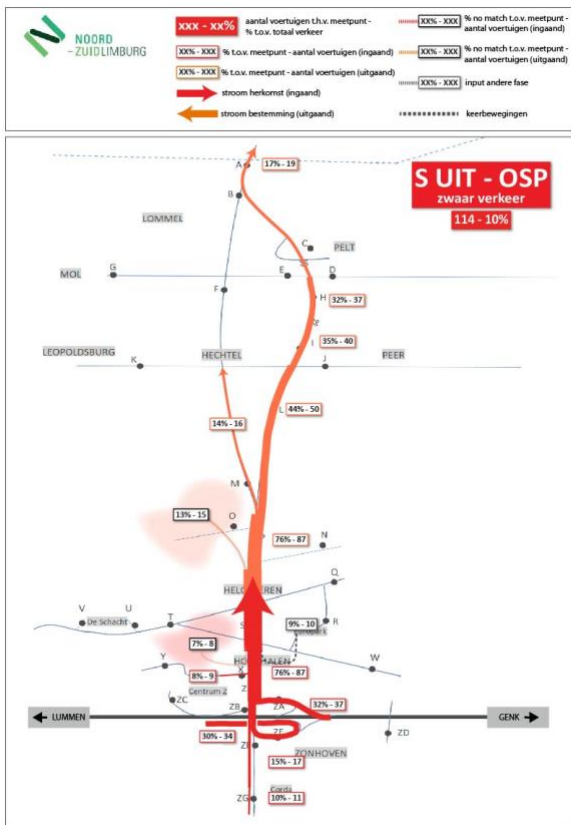 NOORD
-ZUIDLIMBURG
xxx - xx%
aantal voertuigen t.h.v. meetpunt -
% t.o.v. totaal verkeer
XX% - XXX
% t.o.v. meetpunt - aantal voertuigen (ingaand)
XX% - XXX
% t.o.v. meetpunt - aantal voertuigen (uitgaand)
stroom herkomst (ingaand)
stroom bestemming (uitgaand)
XX% - XXX
% no match t.o.v. meetpunt -
aantal voertuigen (ingaand)
XX% - XXX
% no match t.o.v. meetpunt -
aantal voertuigen (uitgaand)
XX% - XXX
input andere fase
keerbewegingen
S UIT - OSP
zwaar verkeer
114 - 10%
A
17% - 19
B
LOMMEL
C
PELT
MOL
G
E
D
F
H
32% - 37
I
35% - 40
LEOPOLDSBURG
HECHTEL
PEER
K
J
L
44% - 50
14% - 16
M
13% - 15
O
76% - 87
N
Q
V
U
De Schacht
T
S
9% - 10
R
7% - 8
Y
W
8% - 9
X
76% - 87
Centrum Z
Z
ZC
ZB
ZA
32% - 37
LUMMEN
GENK
30% - 34
ZE
ZD
ZONHOVEN
15% - 17
Gorda
ZG
10% - 11